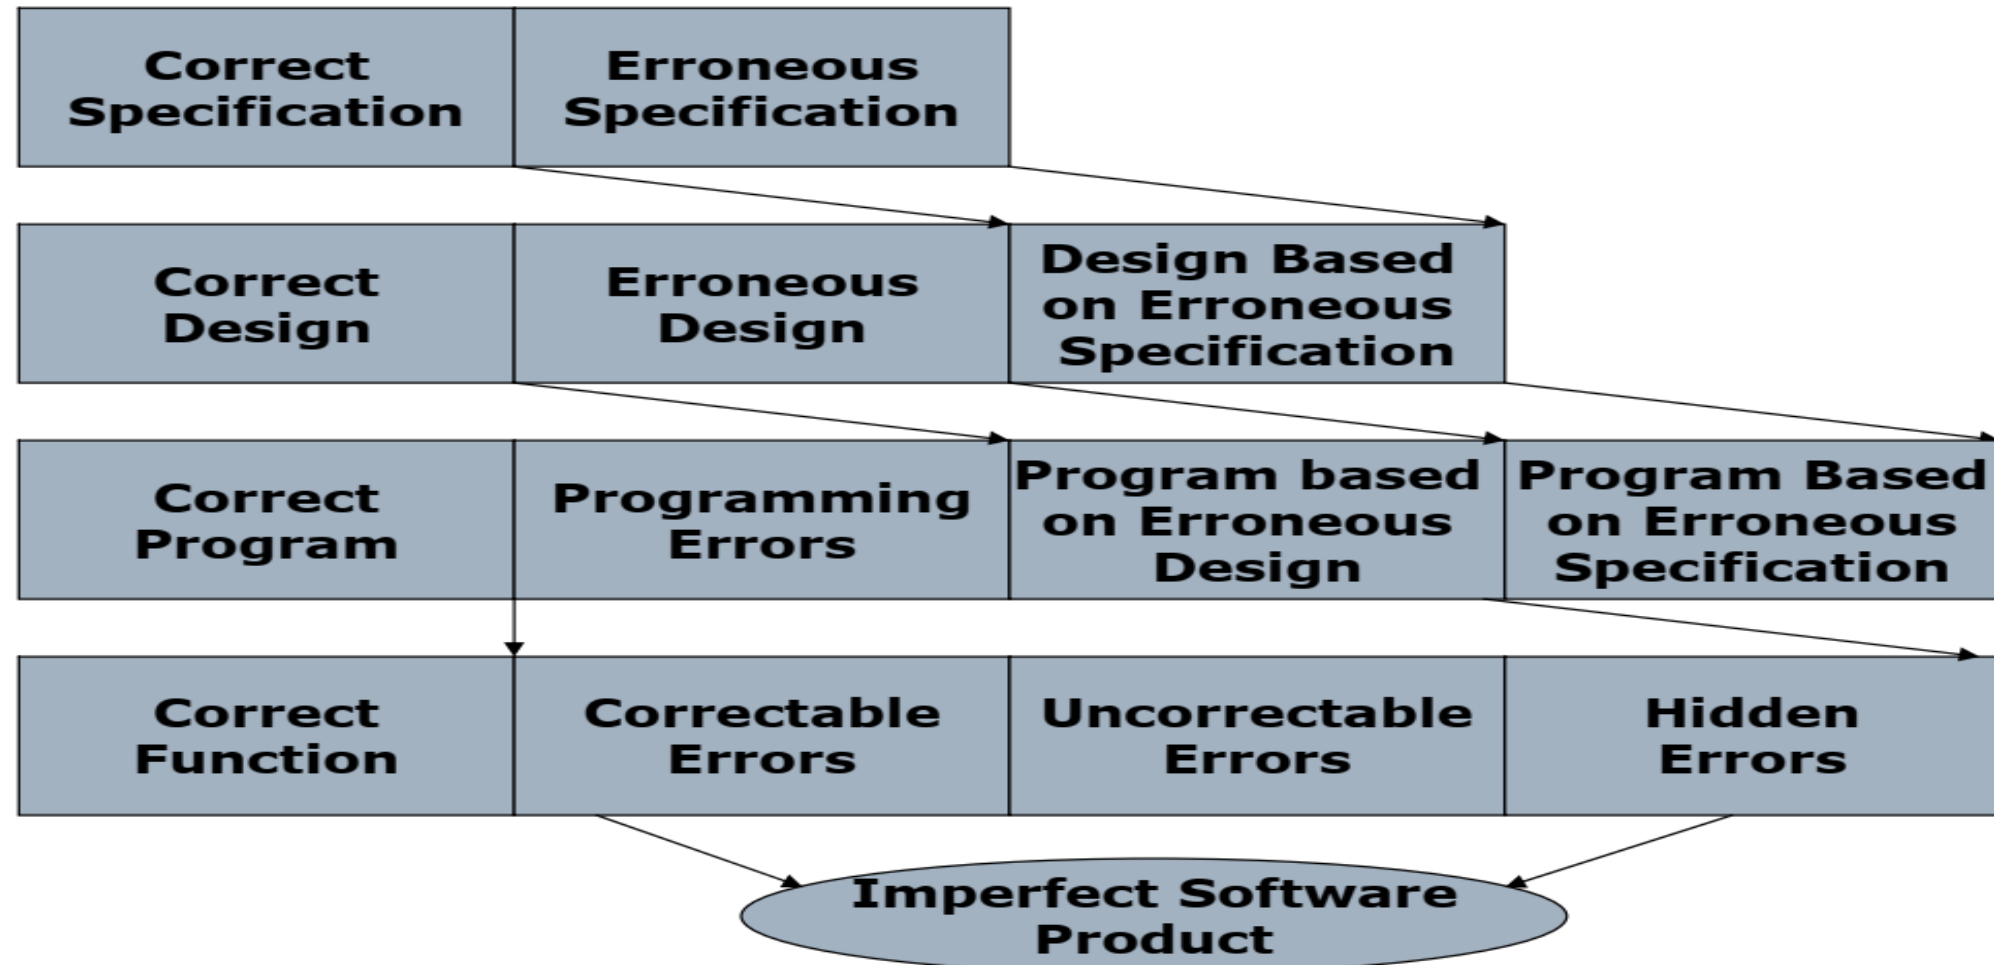 Correct
Specification
Erroneous
Specification
Correct
Design
Erroneous
Design
Design Based
on Erroneous
Specification
Correct
Program
Programming
Errors
Program based
on Erroneous
Design
Program Based
on Erroneous
Specification
Correct
Function
Correctable
Errors
Uncorrectable
Errors
Hidden
Errors
Imperfect Software
Product